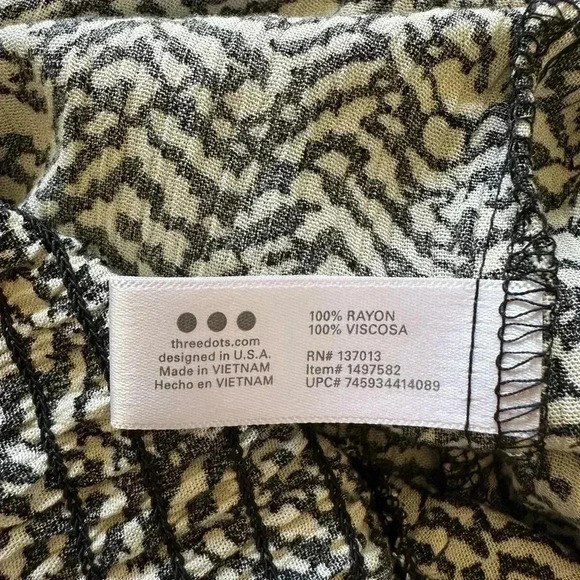 threedots.com
designed in U.S.A.
Made in VIETNAM
Hecho en VIETNAM
100% RAYON
100% VISCOSA
RN# 137013
Item# 1497582
UPC# 745934414089